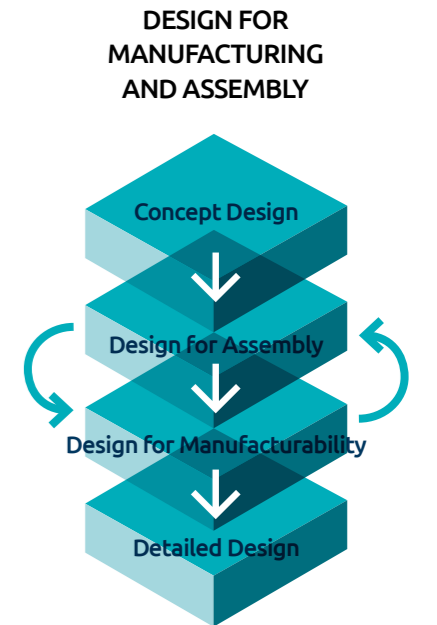 DESIGN FOR
MANUFACTURING
AND ASSEMBLY
Concept Design
Design for Assembly
Design for Manufacturability
Detailed Design